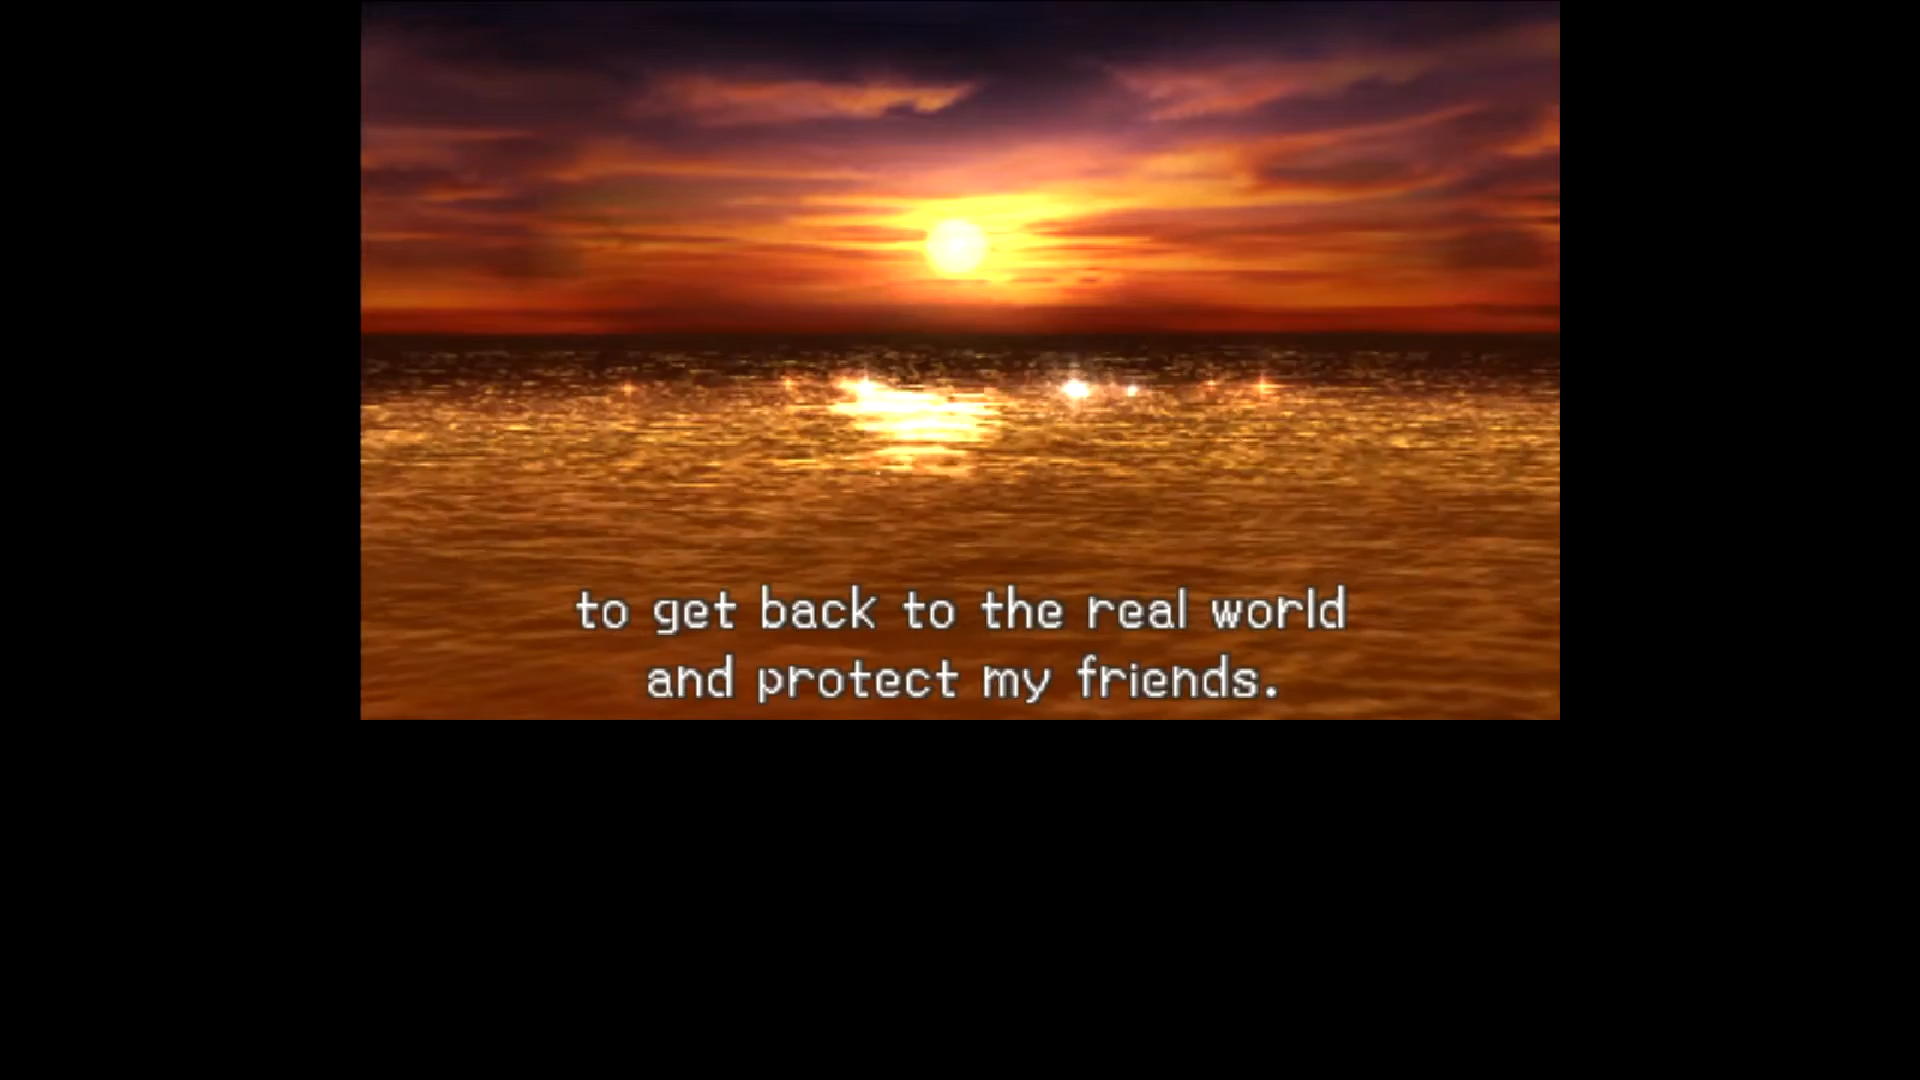 to get back to the real world
and protect my friends.